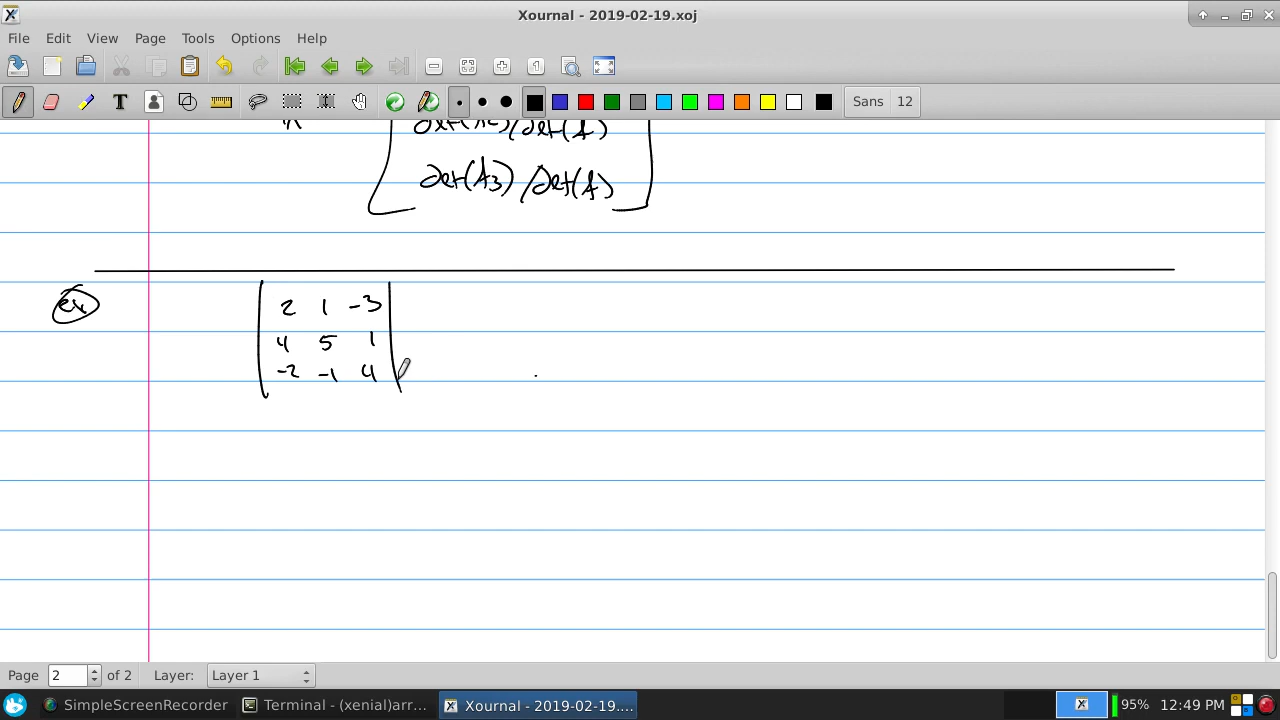 Xournal - 2019-02-19.xoj
File Edit View Page Tools Options Help
Sans 12
det(A2)/det(A)
det(A3)/det(A)
ex
2 1 -3
4 5 1
-2 -1 4
Page 2 of 2 Layer: Layer 1
SimpleScreenRecorder Terminal - (xenial)arr... Xournal - 2019-02-19.... 95% 12:49 PM